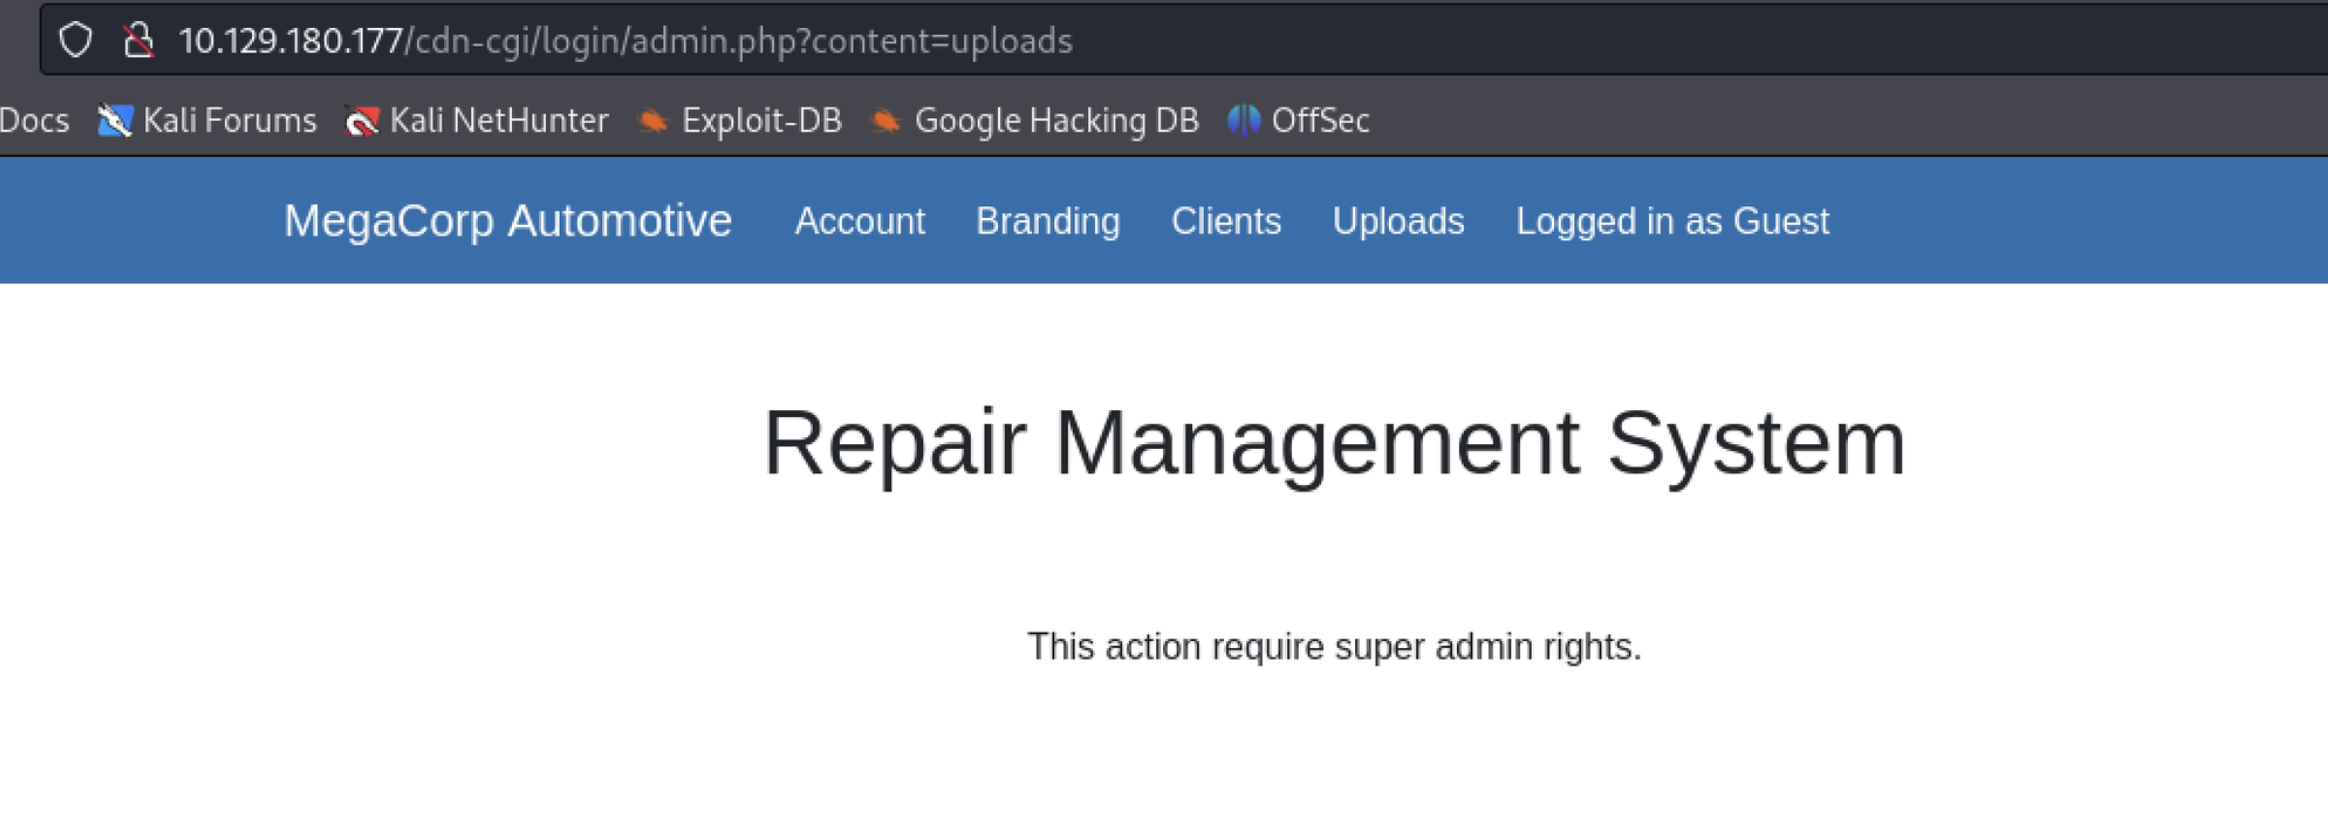 10.129.180.177/cdn-cgi/login/admin.php?content=uploads
Docs Kali Forums Kali NetHunter Exploit-DB Google Hacking DB OffSec
MegaCorp Automotive Account Branding Clients Uploads Logged in as Guest
Repair Management System
This action require super admin rights.